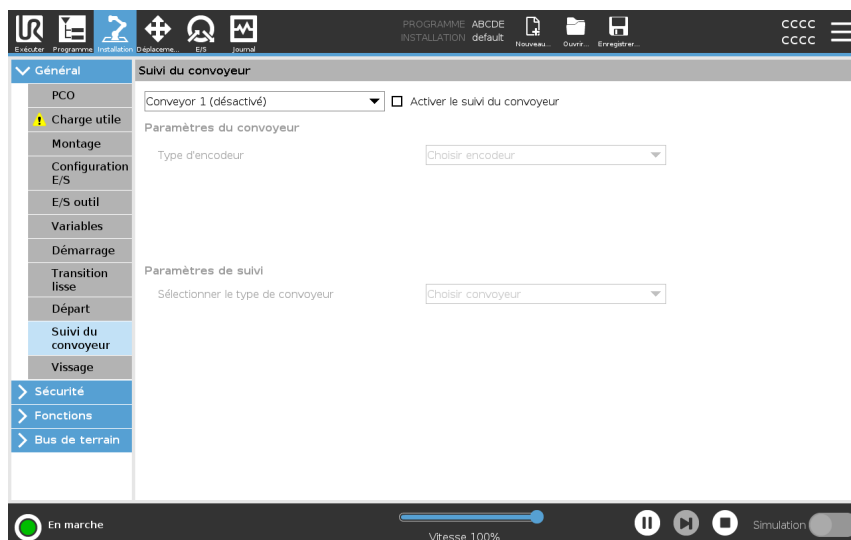 UR
PROGRAMME ABCDE
INSTALLATION default
CCCC
CCCC
Exécuter Programme Installation Déplaceme... E/S Journal Nouveau... Ouvrir... Enregistrer...
Général
PCO
Charge utile
Montage
Configuration
E/S
E/S outil
Variables
Démarrage
Transition
lisse
Départ
Suivi du
convoyeur
Vissage
Sécurité
Fonctions
Bus de terrain
Suivi du convoyeur
Conveyor 1 (désactivé) Activer le suivi du convoyeur
Paramètres du convoyeur
Type d'encodeur Choisir encodeur
Paramètres de suivi
Sélectionner le type de convoyeur Choisir convoyeur
En marche
Vitesse 100%
Simulation